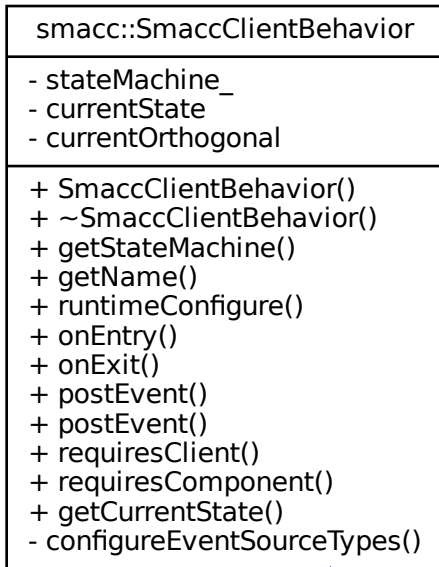 smacc::SmaccClientBehavior
- stateMachine_
- currentState
- currentOrthogonal
+ SmaccClientBehavior()
+ ~SmaccClientBehavior()
+ getStateMachine()
+ getName()
+ runtimeConfigure()
+ onEntry()
+ onExit()
+ postEvent()
+ postEvent()
+ requiresClient()
+ requiresComponent()
+ getCurrentState()
- configureEventSourceTypes()